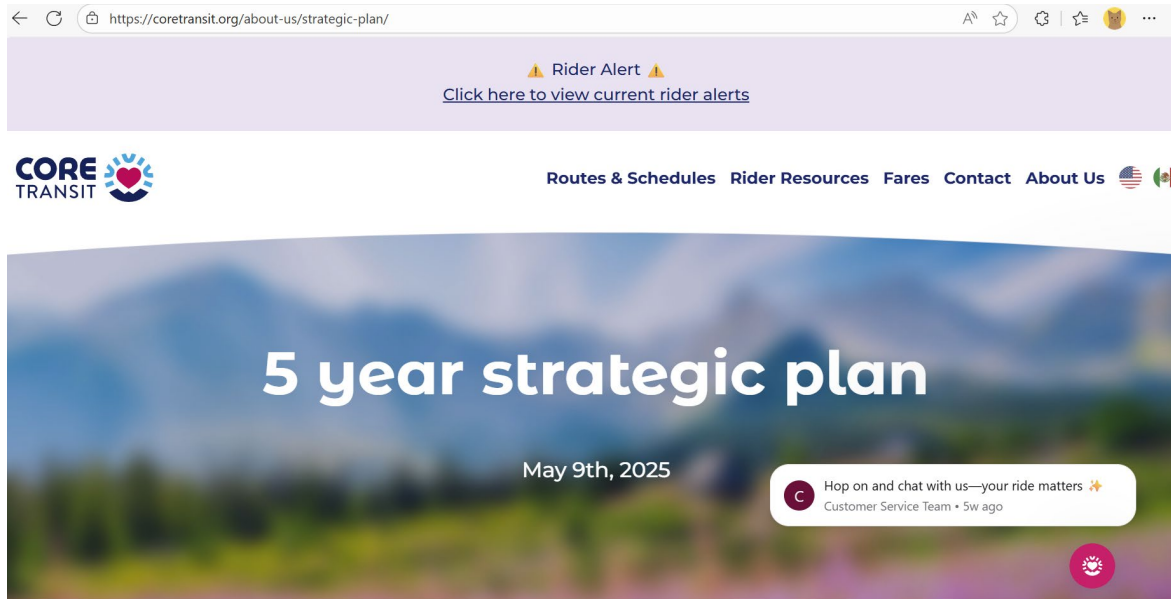 https://coretransit.org/about-us/strategic-plan/
⚠ Rider Alert ⚠
Click here to view current rider alerts
CORE
TRANSIT
Routes & Schedules Rider Resources Fares Contact About Us
5 year strategic plan
May 9th, 2025
C
Hop on and chat with us—your ride matters ✨
Customer Service Team • 5w ago